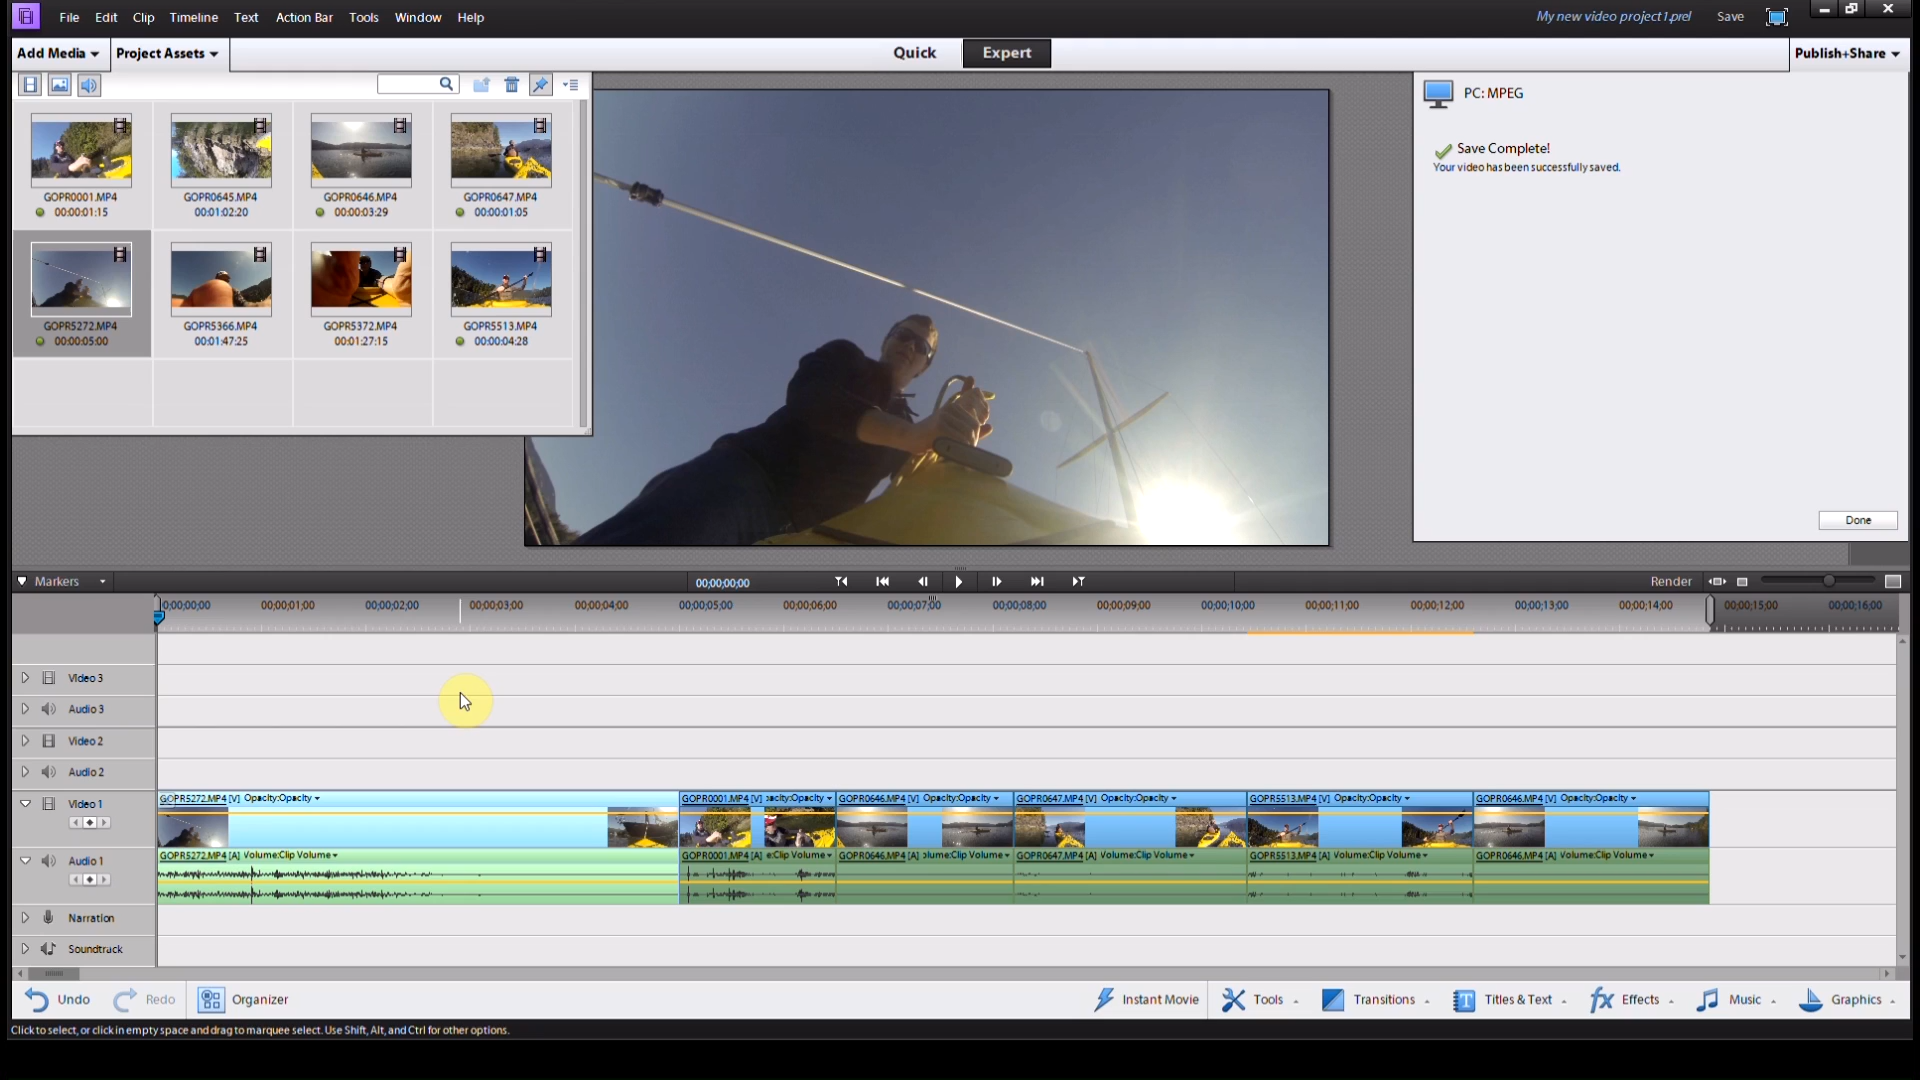 File Edit Clip Timeline Text Action Bar Tools Window Help
My new video project1.prel Save
Add Media Project Assets Quick Expert Publish+Share
PC: MPEG
Save Complete!
Your video has been successfully saved.
GOPR0001.MP4 GOPR0645.MP4 GOPR0646.MP4 GOPR0647.MP4
00:00:01:15 00:01:02:20 00:00:03:29 00:00:01:05
GOPR5272.MP4 GOPR5366.MP4 GOPR5372.MP4 GOPR5513.MP4
00:00:05:00 00:01:47:25 00:01:27:15 00:00:04:28
Done
Markers 00;00;00;00 Render
00;00;00;00 00;00;01;00 00;00;02;00 00;00;03;00 00;00;04;00 00;00;05;00 00;00;06;00 00;00;07;00 00;00;08;00 00;00;09;00 00;00;10;00 00;00;11;00 00;00;12;00 00;00;13;00 00;00;14;00 00;00;15;00 00;00;16;00
Video 3
Audio 3
Video 2
Audio 2
Video 1
GOPR5272.MP4 [V] Opacity:Opacity GOPR0001.MP4 [V] :acity:Opacity GOPR0646.MP4 [V] Opacity:Opacity GOPR0647.MP4 [V] Opacity:Opacity GOPR5513.MP4 [V] Opacity:Opacity GOPR0646.MP4 [V] Opacity:Opacity
Audio 1
GOPR5272.MP4 [A] Volume:Clip Volume GOPR0001.MP4 [A] e:Clip Volume GOPR0646.MP4 [A] :lume:Clip Volume GOPR0647.MP4 [A] Volume:Clip Volume GOPR5513.MP4 [A] Volume:Clip Volume GOPR0646.MP4 [A] Volume:Clip Volume
Narration
Soundtrack
Undo Redo Organizer Instant Movie Tools Transitions Titles & Text Effects Music Graphics
Click to select, or click in empty space and drag to marquee select. Use Shift, Alt, and Ctrl for other options.